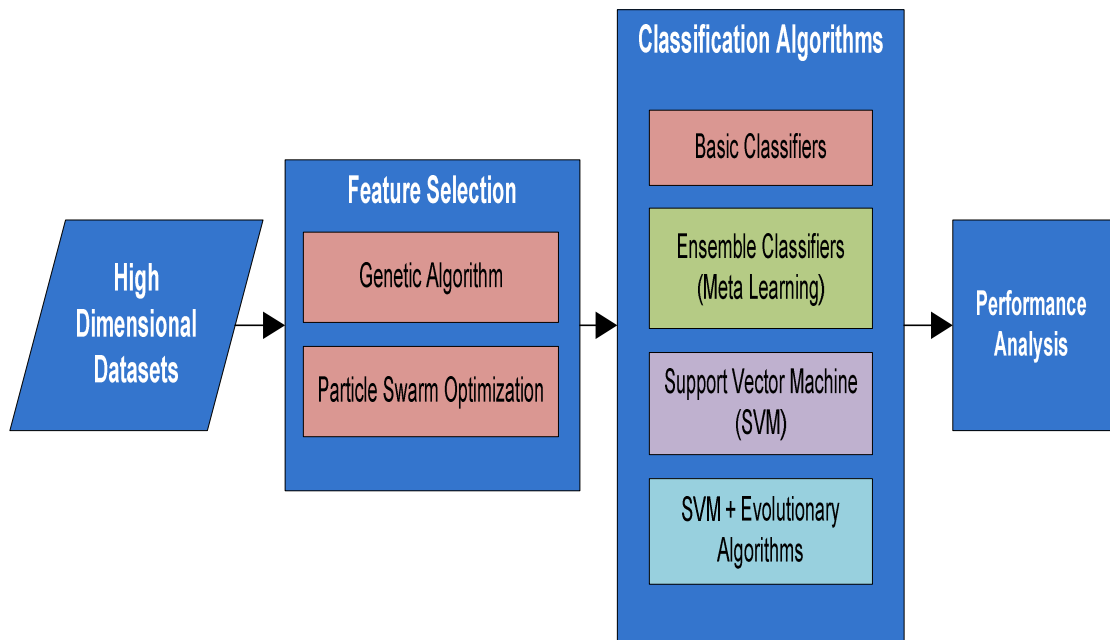 High
Dimensional
Datasets
Feature Selection
Genetic Algorithm
Particle Swarm Optimization
Classification Algorithms
Basic Classifiers
Ensemble Classifiers
(Meta Learning)
Support Vector Machine
(SVM)
SVM + Evolutionary
Algorithms
Performance
Analysis